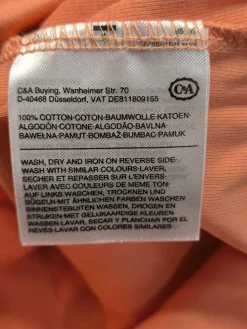 C&A Buying, Wanheimer Str. 70
D-40468 Düsseldorf, VAT DE811809155
C&A
100% COTTON-COTON-BAUMWOLLE-KATOEN
ALGODÓN-COTONE-ALGODÃO-BAVLNA
BAWEŁNA-PAMUT-BOMBAŽ-BUMBAC-PAMUK
WASH, DRY AND IRON ON REVERSE SIDE-
WASH WITH SIMILAR COLOURS-LAVER,
SECHER ET REPASSER SUR L'ENVERS-
LAVER AVEC COULEURS DE MEME TON-
AUF LINKS WASCHEN, TROCKNEN UND
BÜGELN-MIT ÄHNLICHEN FARBEN WASCHEN
BINNENSTEBUITEN WASSEN, DROGEN EN
STRIJKEN-MET GELIJKAARDIGE KLEUREN
WASSEN-LAVAR, SECAR Y PLANCHAR POR EL
REVÉS-LAVAR CON COLORES SIMILARES